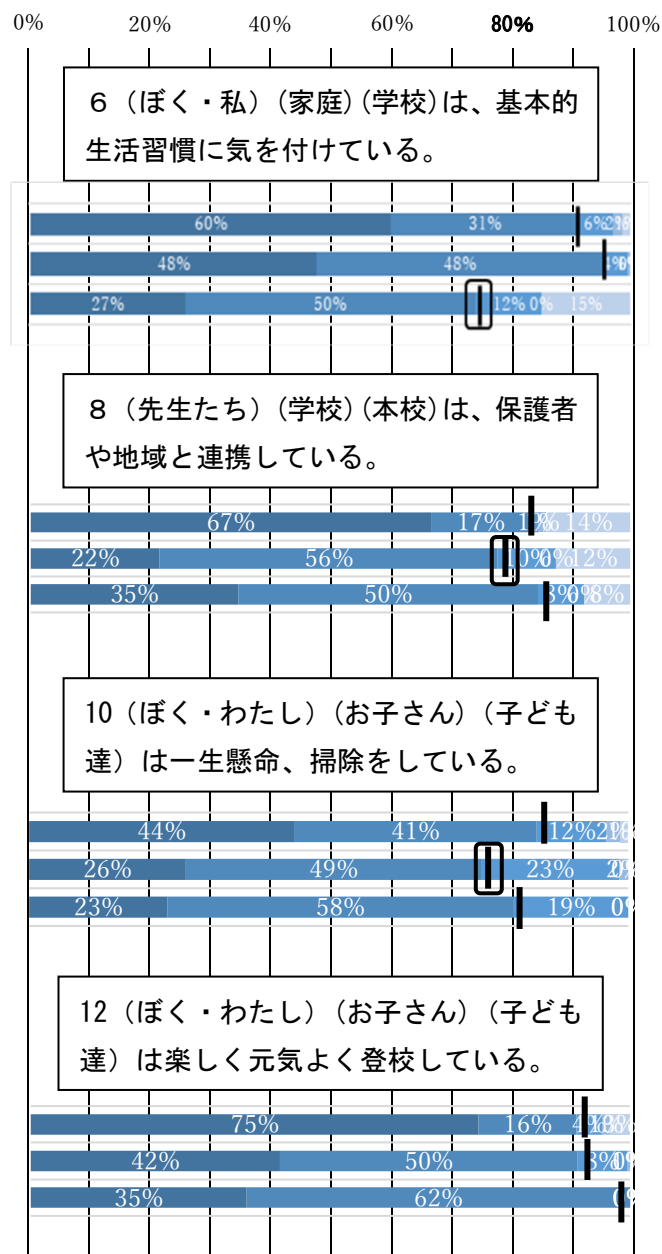 0% 20% 40% 60% 80% 100%
6（ぼく・私）（家庭）（学校）は、基本的
生活習慣に気を付けている。
60% 31% 6%
48% 48%
27% 50% 12% 0% 15%
8（先生たち）（学校）（本校）は、保護者
や地域と連携している。
67% 17% 14%
22% 56% 10% 0% 12%
35% 50% 8% 0% 8%
10（ぼく・わたし）（お子さん）（子ども
達）は一生懸命、掃除をしている。
44% 41% 12%
26% 49% 23%
23% 58% 19% 0%
12（ぼく・わたし）（お子さん）（子ども
達）は楽しく元気よく登校している。
75% 16%
42% 50% 8%
35% 62%